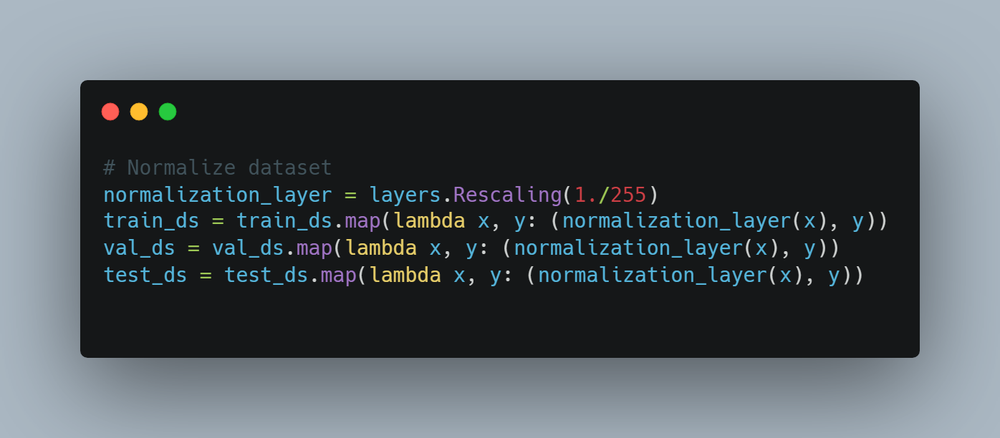 # Normalize dataset
normalization_layer = layers.Rescaling(1./255)
train_ds = train_ds.map(lambda x, y: (normalization_layer(x), y))
val_ds = val_ds.map(lambda x, y: (normalization_layer(x), y))
test_ds = test_ds.map(lambda x, y: (normalization_layer(x), y))